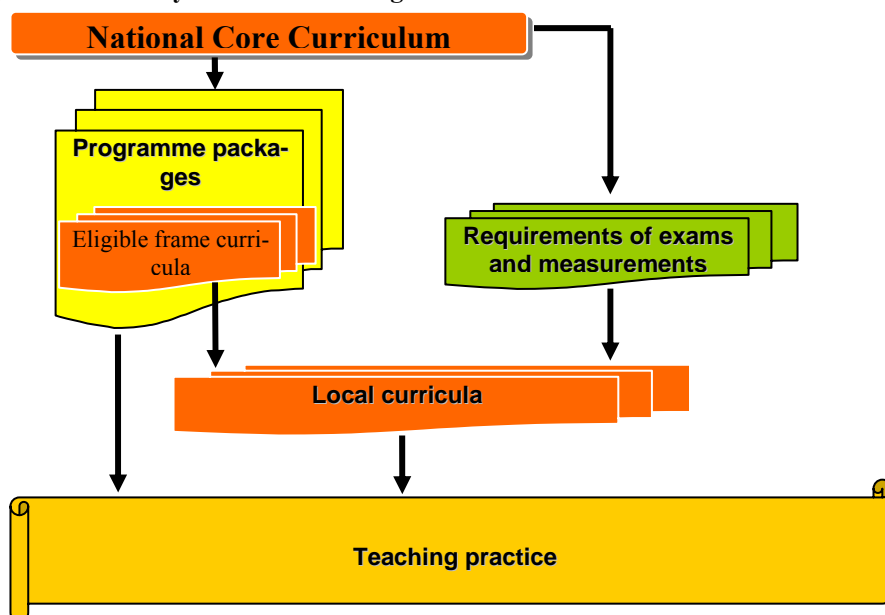 National Core Curriculum
Programme packa-
ges
Eligible frame curri-
cula
Requirements of exams
and measurements
Local curricula
Teaching practice